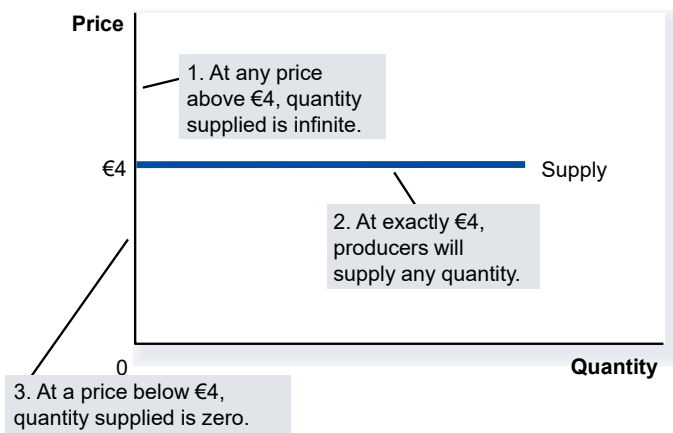 Price
1. At any price
above €4, quantity
supplied is infinite.
€4
Supply
2. At exactly €4,
producers will
supply any quantity.
0
Quantity
3. At a price below €4,
quantity supplied is zero.